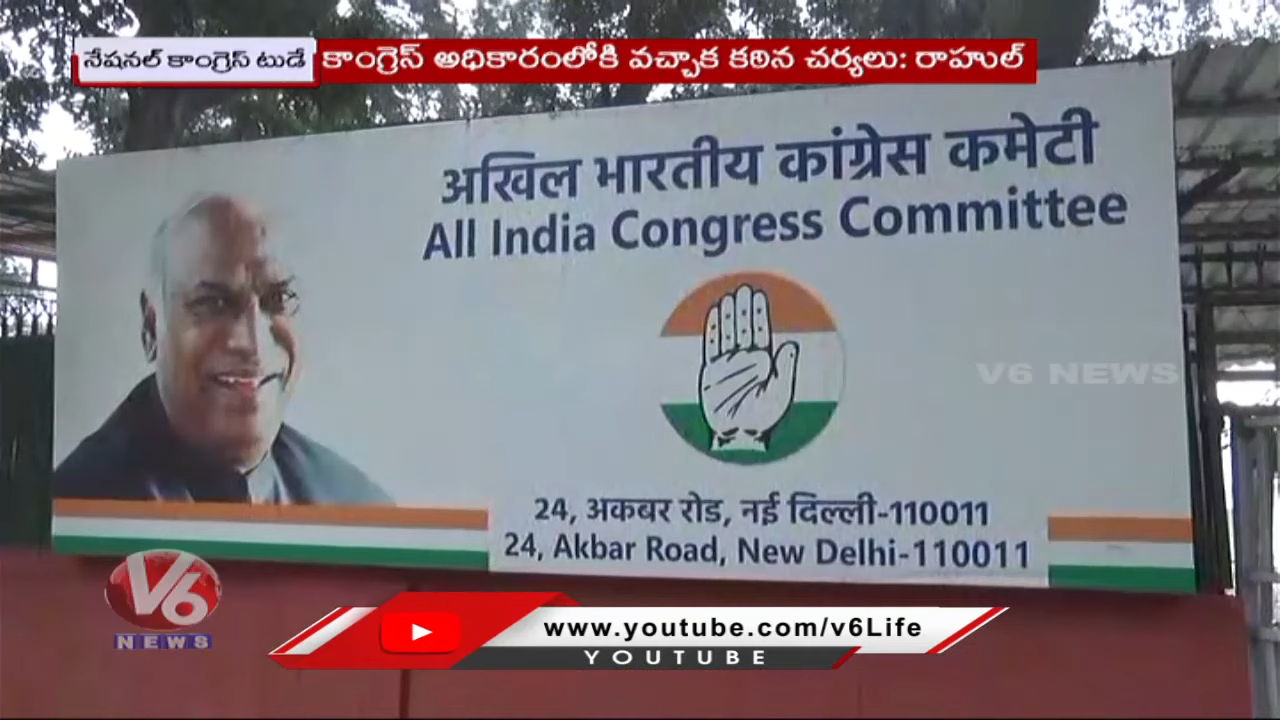 నేషనల్ కాంగ్రెస్ టుడే
కాంగ్రెస్ అధికారంలోకి వచ్చాక కఠిన చర్యలు: రాహుల్
अखिल भारतीय कांग्रेस कमेटी
All India Congress Committee
V6 NEWS
24, अकबर रोड, नई दिल्ली-110011
24, Akbar Road, New Delhi-110011
V6
NEWS
www.youtube.com/v6Life
YOUTUBE